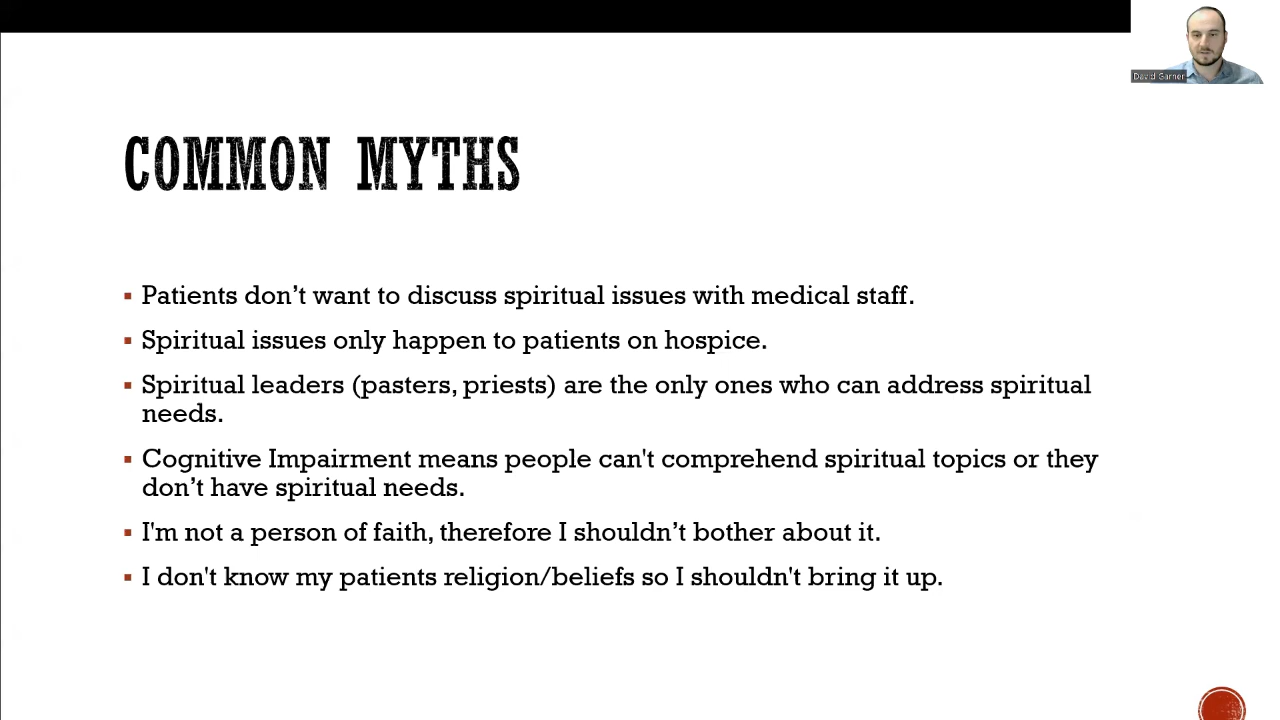 David Garner
COMMON MYTHS
▪ Patients don’t want to discuss spiritual issues with medical staff.
▪ Spiritual issues only happen to patients on hospice.
▪ Spiritual leaders (pasters, priests) are the only ones who can address spiritual
needs.
▪ Cognitive Impairment means people can't comprehend spiritual topics or they
don’t have spiritual needs.
▪ I'm not a person of faith, therefore I shouldn’t bother about it.
▪ I don't know my patients religion/beliefs so I shouldn't bring it up.